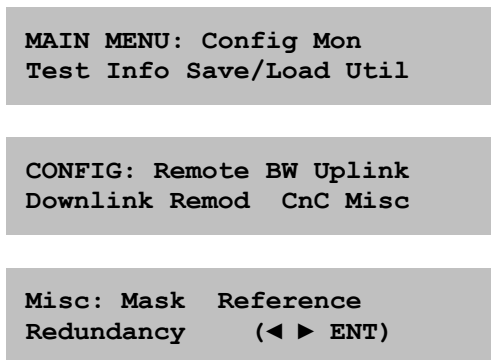 MAIN MENU: Config Mon
Test Info Save/Load Util
CONFIG: Remote BW Uplink
Downlink Remod CnC Misc
Misc: Mask Reference
Redundancy (◄ ► ENT)